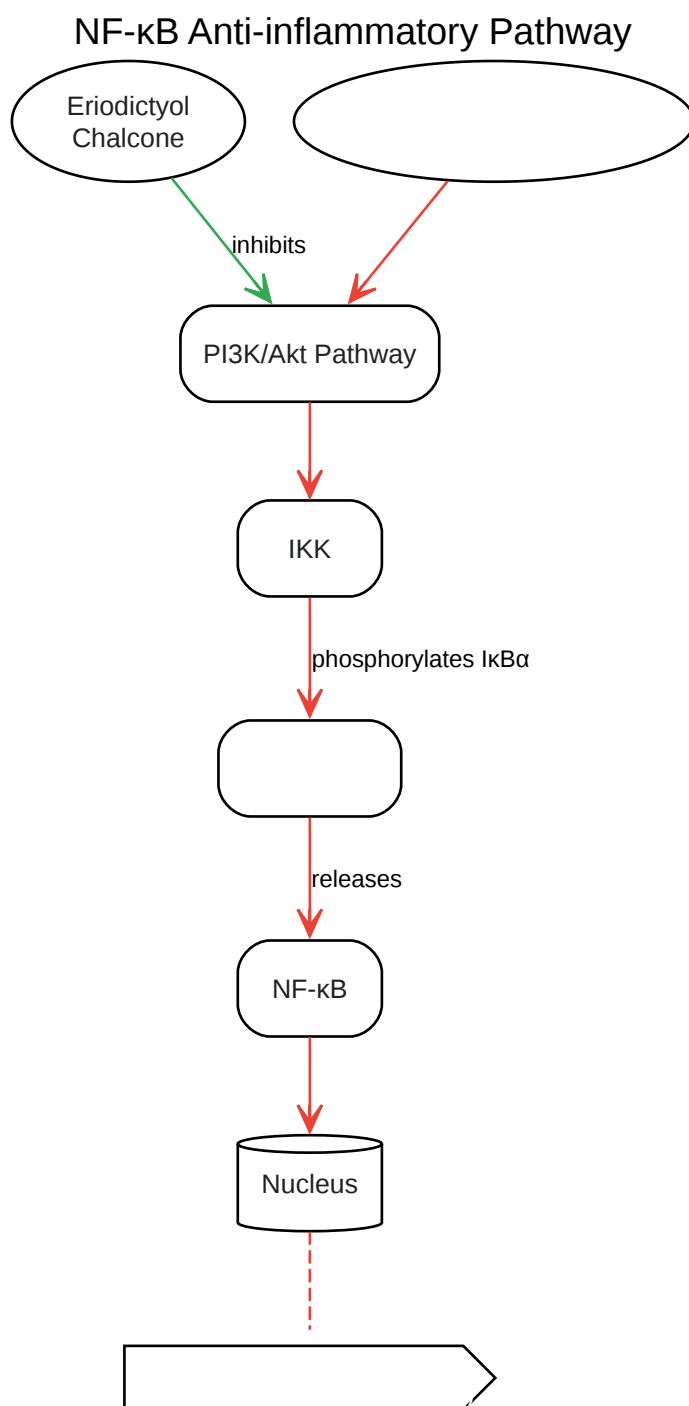 NF-κB Anti-inflammatory Pathway
Eriodictyol
Chalcone
inhibits
PI3K/Akt Pathway
IKK
phosphorylates IκBα
releases
NF-κB
Nucleus